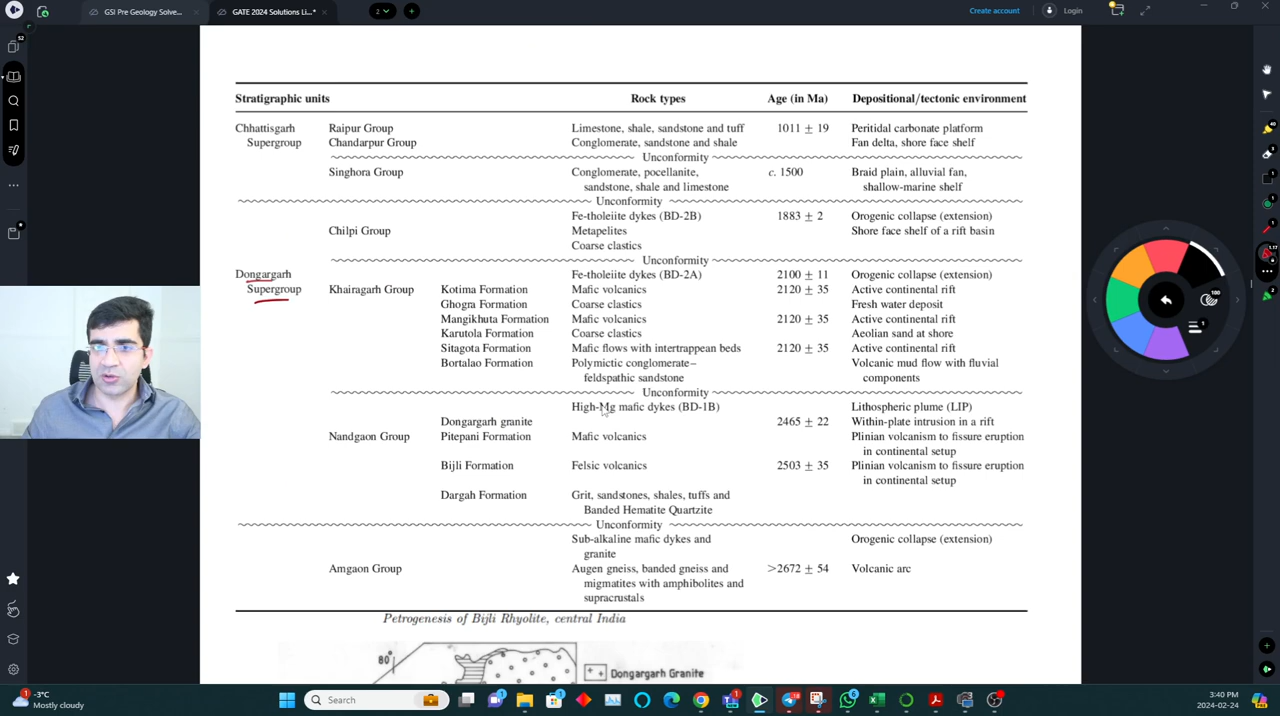 GSI Pre Geology Solve...
GATE 2024 Solutions Li...*
2
Create account
Login
Stratigraphic units Rock types Age (in Ma) Depositional/tectonic environment
Chhattisgarh Raipur Group Limestone, shale, sandstone and tuff 1011 ± 19 Peritidal carbonate platform
Supergroup Chandarpur Group Conglomerate, sandstone and shale Fan delta, shore face shelf
Unconformity
Singhora Group Conglomerate, pocellanite, c. 1500 Braid plain, alluvial fan,
sandstone, shale and limestone shallow-marine shelf
Unconformity
Fe-tholeiite dykes (BD-2B) 1883 ± 2 Orogenic collapse (extension)
Chilpi Group Metapelites Shore face shelf of a rift basin
Coarse clastics
Unconformity
Dongargarh Fe-tholeiite dykes (BD-2A) 2100 ± 11 Orogenic collapse (extension)
Supergroup Khairagarh Group Kotima Formation Mafic volcanics 2120 ± 35 Active continental rift
Ghogra Formation Coarse clastics Fresh water deposit
Mangikhuta Formation Mafic volcanics 2120 ± 35 Active continental rift
Karutola Formation Coarse clastics Aeolian sand at shore
Sitagota Formation Mafic flows with intertrappean beds 2120 ± 35 Active continental rift
Bortalao Formation Polymictic conglomerate– Volcanic mud flow with fluvial
feldspathic sandstone components
Unconformity
High-Mg mafic dykes (BD-1B) Lithospheric plume (LIP)
Dongargarh granite 2465 ± 22 Within-plate intrusion in a rift
Nandgaon Group Pitepani Formation Mafic volcanics Plinian volcanism to fissure eruption
in continental setup
Bijli Formation Felsic volcanics 2503 ± 35 Plinian volcanism to fissure eruption
in continental setup
Dargah Formation Grit, sandstones, shales, tuffs and
Banded Hematite Quartzite
Unconformity
Sub-alkaline mafic dykes and Orogenic collapse (extension)
granite
Amgaon Group Augen gneiss, banded gneiss and >2672 ± 54 Volcanic arc
migmatites with amphibolites and
supracrustals
Petrogenesis of Bijli Rhyolite, central India
80°
Dongargarh Granite
52
100
-3°C
Mostly cloudy
Search
3:40 PM
2024-02-24